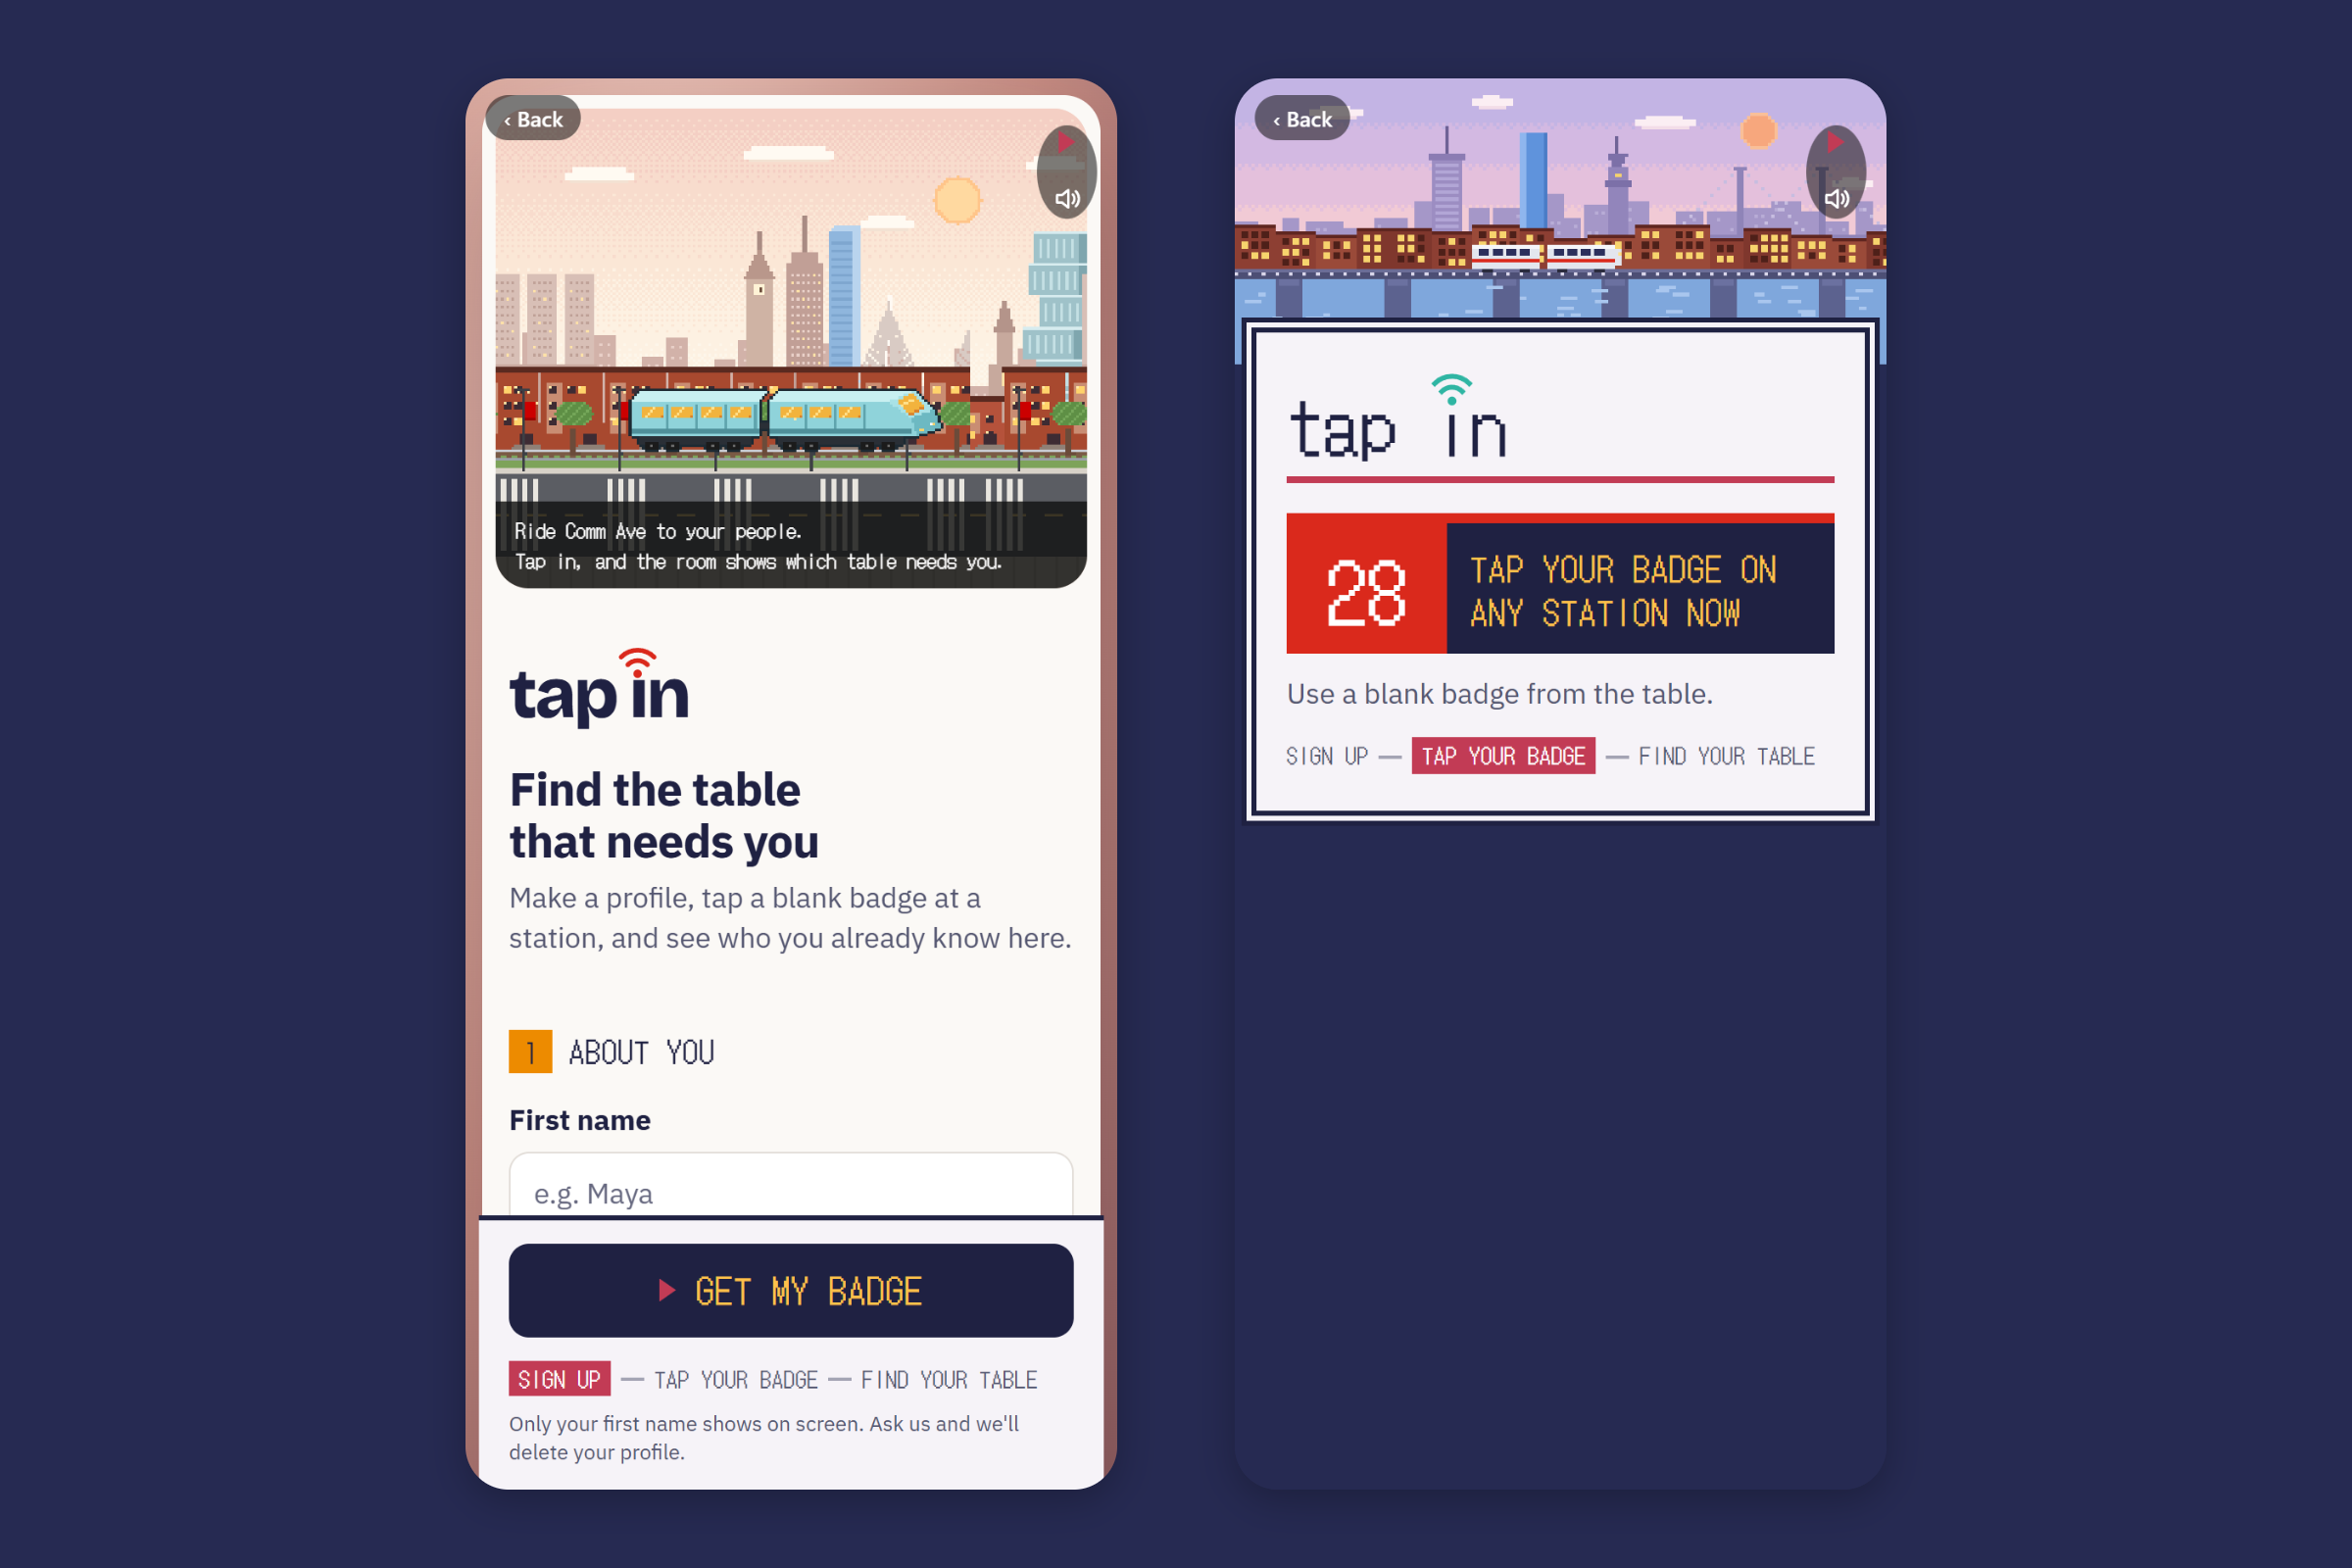 ‹ Back
Ride Comm Ave to your people.
Tap in, and the room shows which table needs you.
tap in
Find the table
that needs you
Make a profile, tap a blank badge at a
station, and see who you already know here.
1 ABOUT YOU
First name
e.g. Maya
GET MY BADGE
SIGN UP — TAP YOUR BADGE — FIND YOUR TABLE
Only your first name shows on screen. Ask us and we'll
delete your profile.
‹ Back
tap in
28
TAP YOUR BADGE ON
ANY STATION NOW
Use a blank badge from the table.
SIGN UP — TAP YOUR BADGE — FIND YOUR TABLE